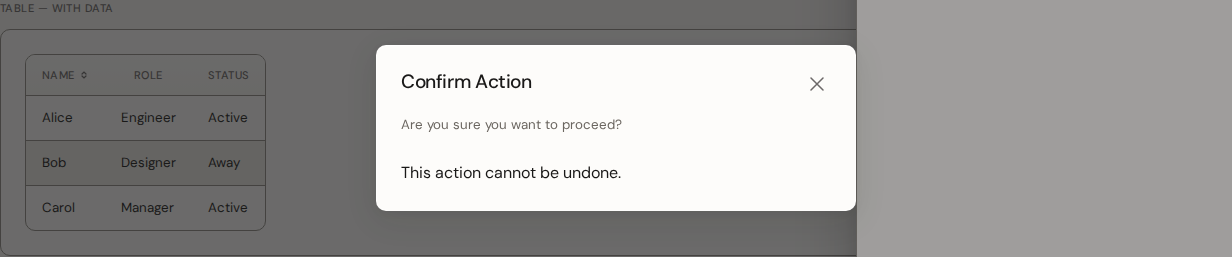 TABLE — WITH DATA
NAME ROLE STATUS
Alice Engineer Active
Bob Designer Away
Carol Manager Active
Confirm Action
Are you sure you want to proceed?
This action cannot be undone.